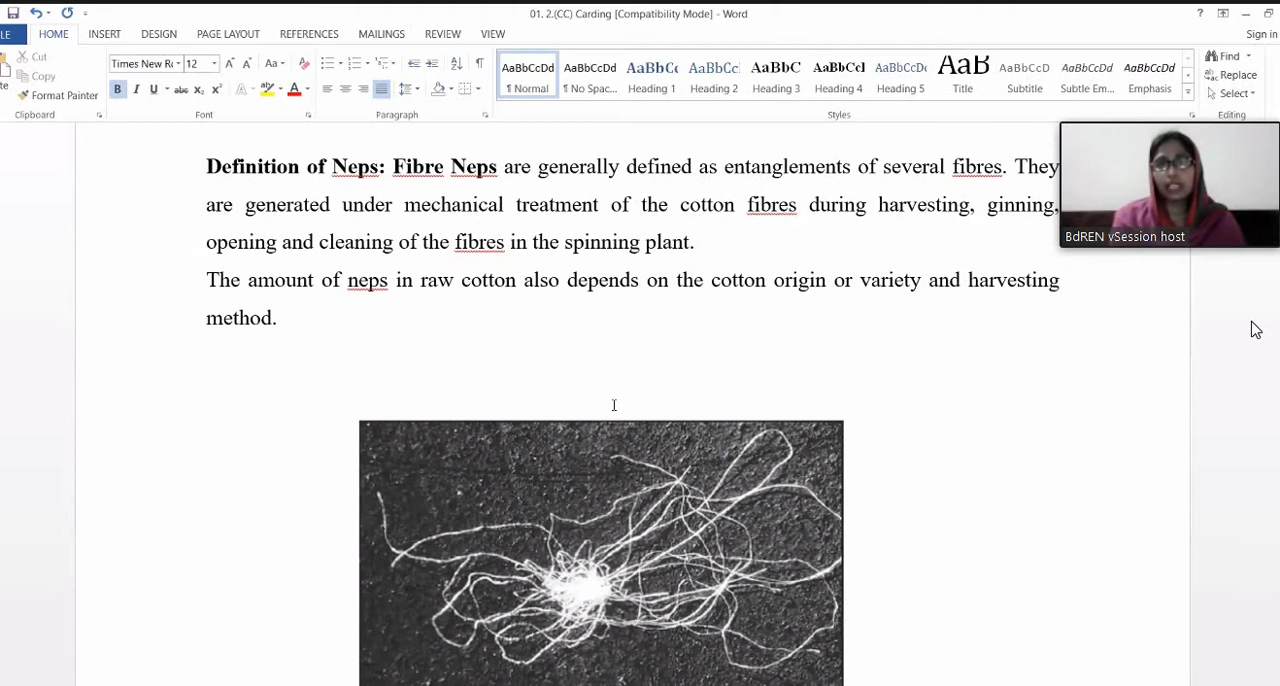 01. 2.(CC) Carding [Compatibility Mode] - Word
LE HOME INSERT DESIGN PAGE LAYOUT REFERENCES MAILINGS REVIEW VIEW Sign in
Cut
Copy
Format Painter
Clipboard
Times New Ro 12
Font
Paragraph
AaBbCcDd AaBbCcDd AaBbCc AaBbCc AaBbC AaBbCcI AaBbCcDc AaB AaBbCcD AaBbCcDd AaBbCcDd
¶ Normal ¶ No Spac... Heading 1 Heading 2 Heading 3 Heading 4 Heading 5 Title Subtitle Subtle Em... Emphasis
Styles
Find
Replace
Select
Editing
Definition of Neps: Fibre Neps are generally defined as entanglements of several fibres. They
are generated under mechanical treatment of the cotton fibres during harvesting, ginning,
opening and cleaning of the fibres in the spinning plant.
The amount of neps in raw cotton also depends on the cotton origin or variety and harvesting
method.
BdREN vSession host